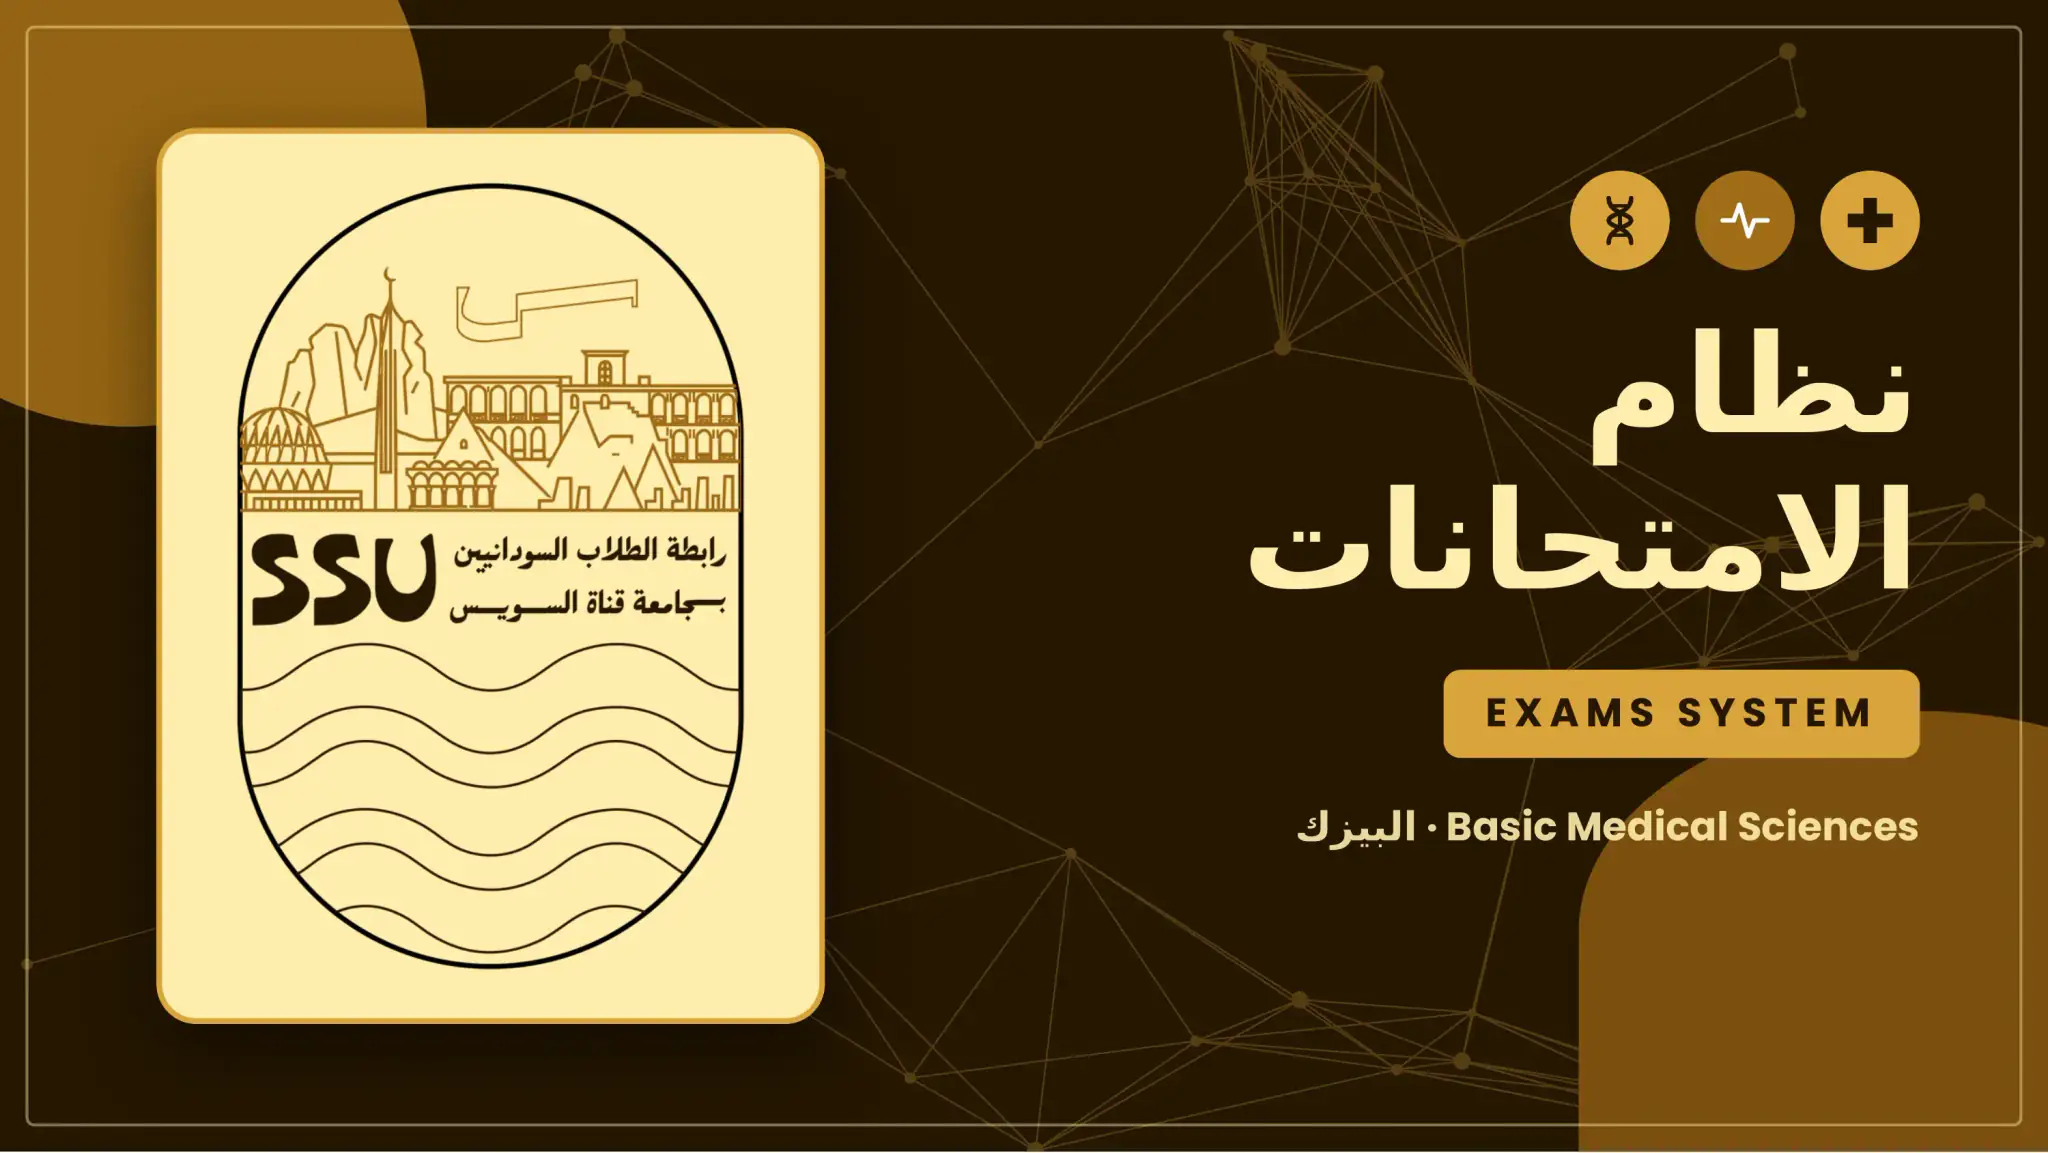 رابطة الطلاب السودانيين
بجامعة قناة السويس
SSU
نظام
الامتحانات
EXAMS SYSTEM
البيزك · Basic Medical Sciences